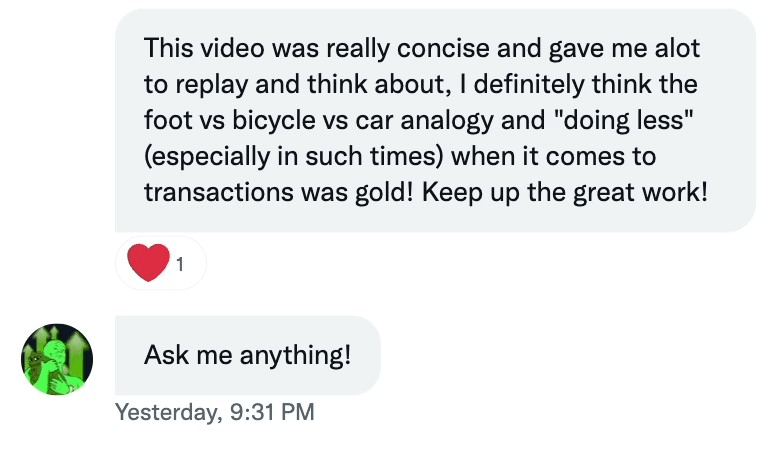 This video was really concise and gave me alot
to replay and think about, I definitely think the
foot vs bicycle vs car analogy and "doing less"
(especially in such times) when it comes to
transactions was gold! Keep up the great work!
1
Ask me anything!
Yesterday, 9:31 PM